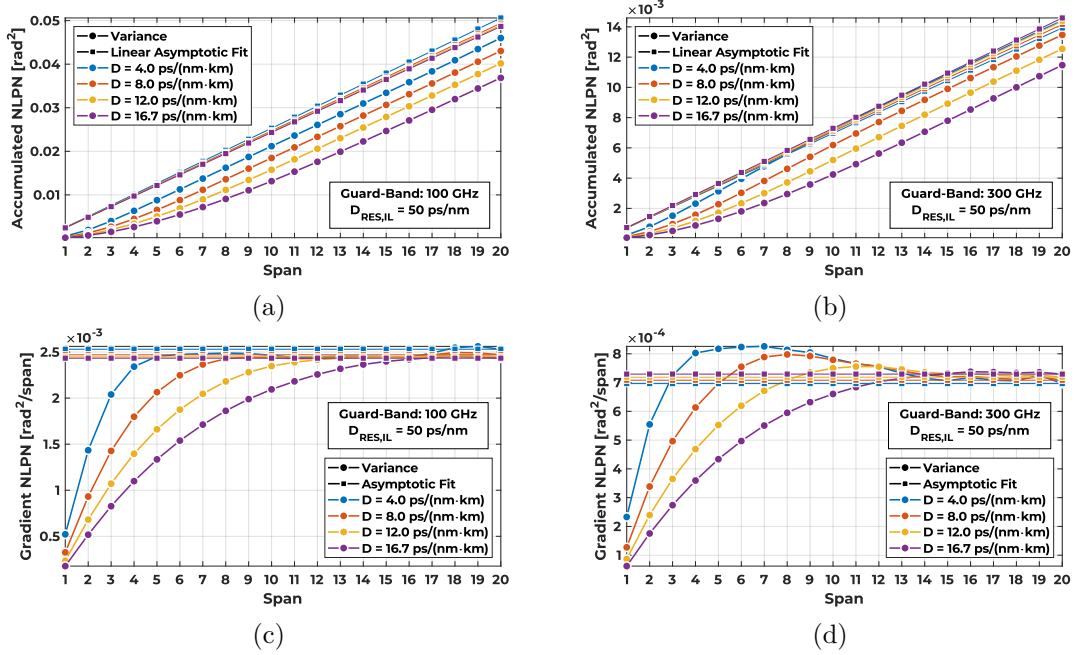 0.05
0.04
0.03
0.02
0.01
Accumulated NLPN [rad²]
Variance
Linear Asymptotic Fit
D = 4.0 ps/(nm·km)
D = 8.0 ps/(nm·km)
D = 12.0 ps/(nm·km)
D = 16.7 ps/(nm·km)
Guard-Band: 100 GHz
D_RES,IL = 50 ps/nm
1 2 3 4 5 6 7 8 9 10 11 12 13 14 15 16 17 18 19 20
Span
(a)
×10⁻³
14
12
10
8
6
4
2
Accumulated NLPN [rad²]
Variance
Linear Asymptotic Fit
D = 4.0 ps/(nm·km)
D = 8.0 ps/(nm·km)
D = 12.0 ps/(nm·km)
D = 16.7 ps/(nm·km)
Guard-Band: 300 GHz
D_RES,IL = 50 ps/nm
1 2 3 4 5 6 7 8 9 10 11 12 13 14 15 16 17 18 19 20
Span
(b)
×10⁻³
2.5
2
1.5
1
0.5
Gradient NLPN [rad²/span]
Guard-Band: 100 GHz
D_RES,IL = 50 ps/nm
Variance
Asymptotic Fit
D = 4.0 ps/(nm·km)
D = 8.0 ps/(nm·km)
D = 12.0 ps/(nm·km)
D = 16.7 ps/(nm·km)
1 2 3 4 5 6 7 8 9 10 11 12 13 14 15 16 17 18 19 20
Span
(c)
×10⁻⁴
8
7
6
5
4
3
2
1
Gradient NLPN [rad²/span]
Guard-Band: 300 GHz
D_RES,IL = 50 ps/nm
Variance
Asymptotic Fit
D = 4.0 ps/(nm·km)
D = 8.0 ps/(nm·km)
D = 12.0 ps/(nm·km)
D = 16.7 ps/(nm·km)
1 2 3 4 5 6 7 8 9 10 11 12 13 14 15 16 17 18 19 20
Span
(d)